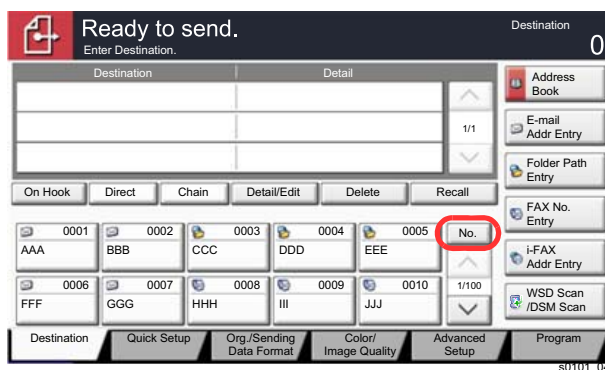 Ready to send.
Destination
Enter Destination.
0
Destination Detail
1/1
Address
Book
E-mail
Addr Entry
Folder Path
Entry
FAX No.
Entry
i-FAX
Addr Entry
WSD Scan
/DSM Scan
On Hook Direct Chain Detail/Edit Delete Recall
0001 0002 0003 0004 0005 No.
AAA BBB CCC DDD EEE
0006 0007 0008 0009 0010 1/100
FFF GGG HHH III JJJ
Destination Quick Setup Org./Sending
Data Format Color/
Image Quality Advanced
Setup Program